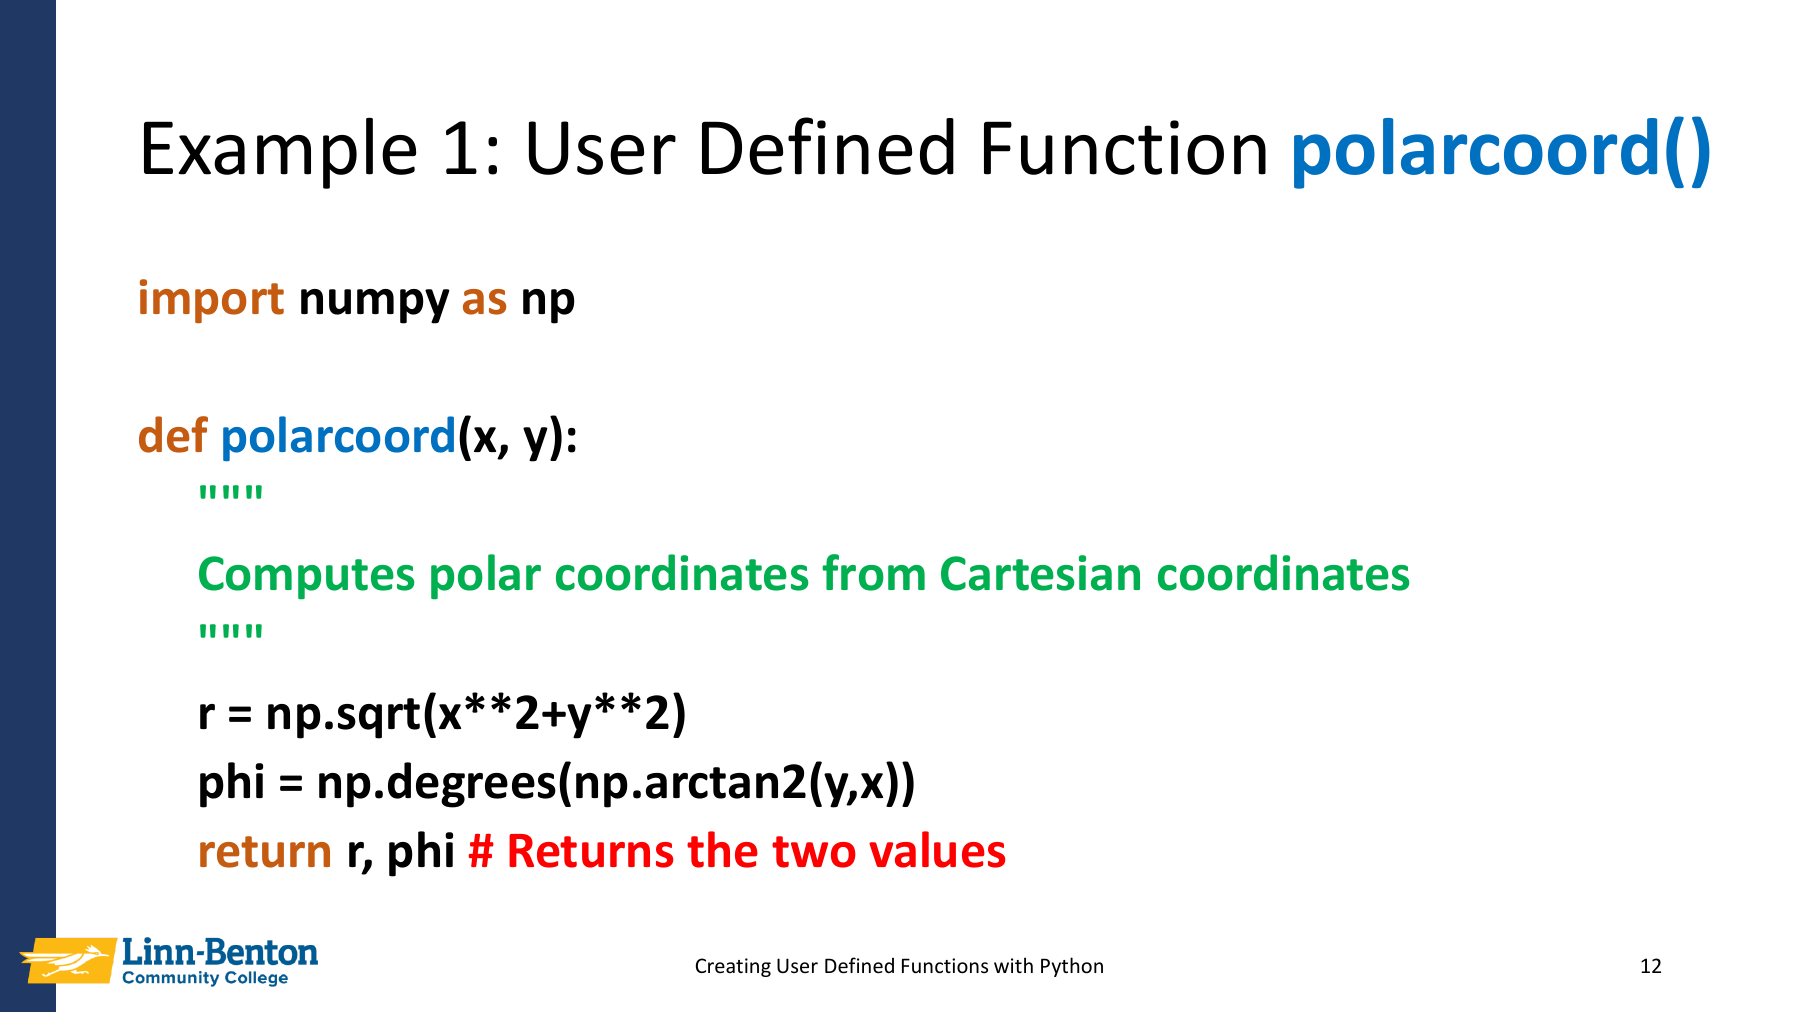 Example 1: User Defined Function polarcoord()
import numpy as np
def polarcoord(x, y):
"""
Computes polar coordinates from Cartesian coordinates
"""
r = np.sqrt(x**2+y**2)
phi = np.degrees(np.arctan2(y,x))
return r, phi # Returns the two values
Linn-Benton
Community College
Creating User Defined Functions with Python
12